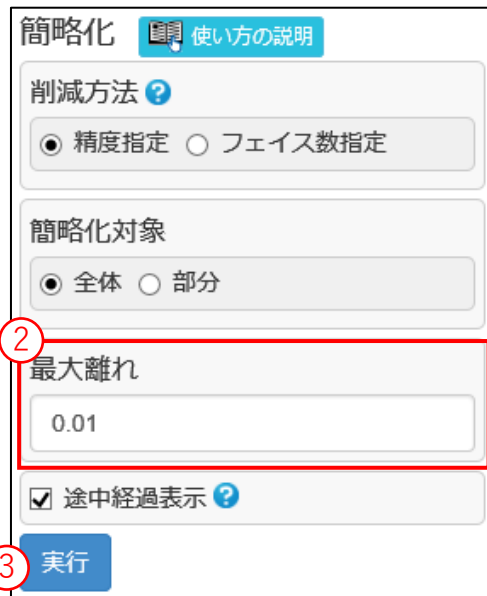 簡略化 使い方の説明
削減方法 ?
精度指定 フェイス数指定
簡略化対象
全体 部分
2
最大離れ
0.01
途中経過表示 ?
3 実行